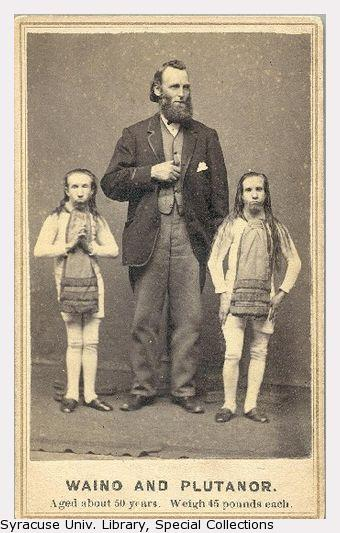 WAINO AND PLUTANOR.
Aged about 50 years. Weigh 45 pounds each.
Syracuse Univ. Library, Special Collections